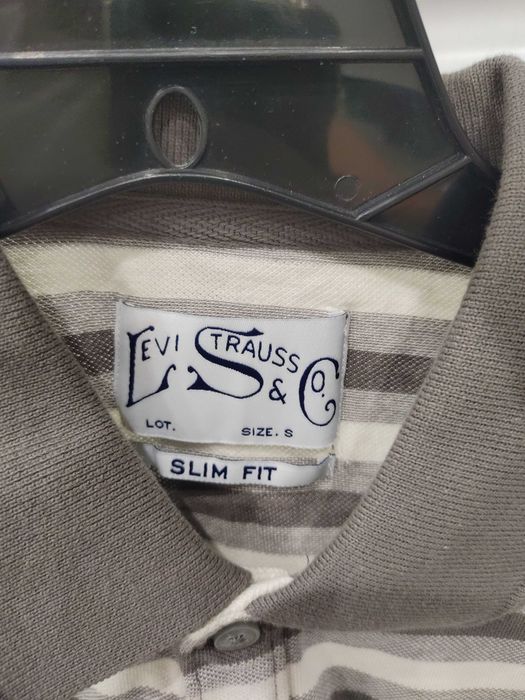 LEVI STRAUSS
& CO.
LOT. SIZE. S
SLIM FIT